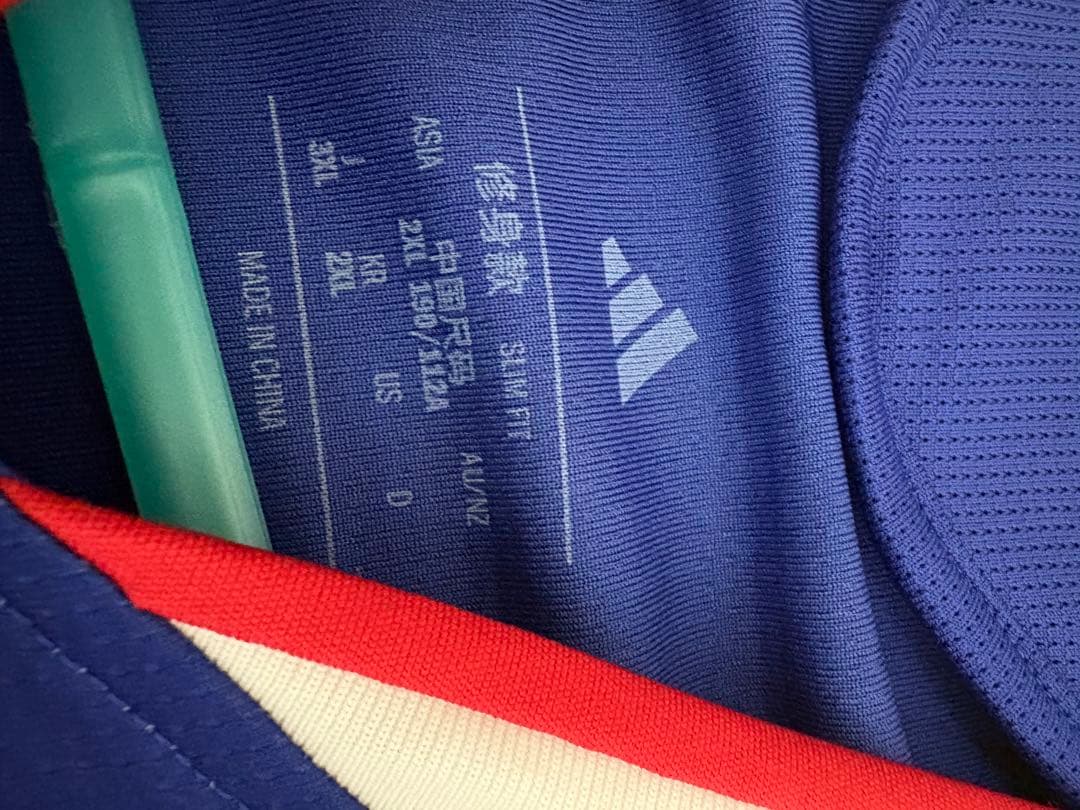 修身款 SLIM FIT
ASIA 中国尺码 AU/NZ
2XL 190/112A
J KR US D
3XL 2XL
MADE IN CHINA